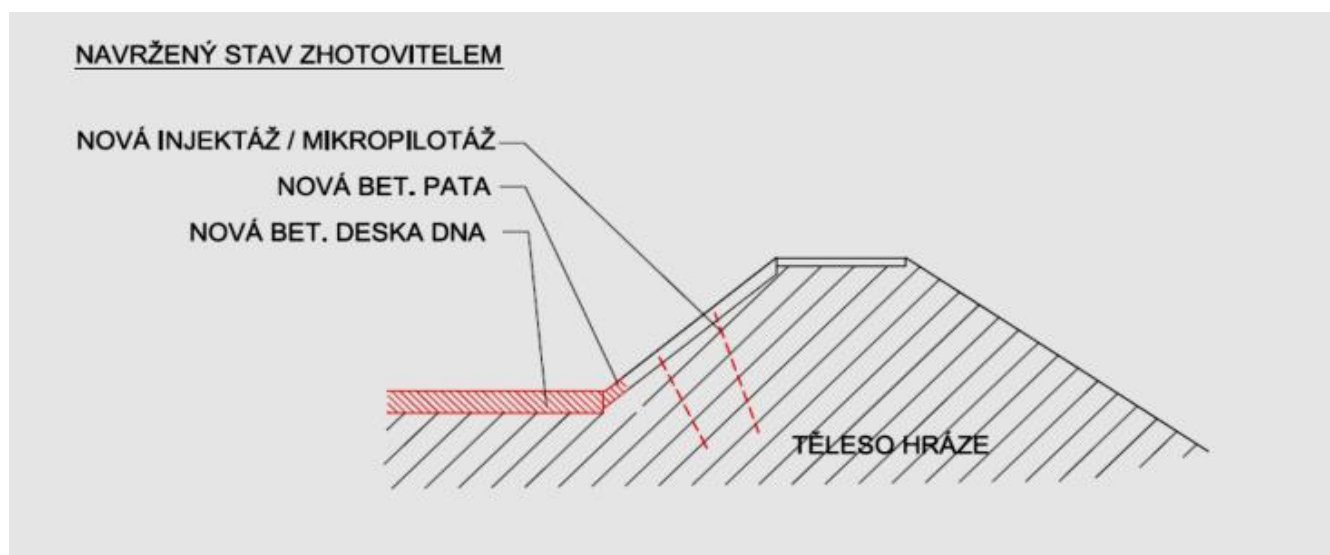 NAVRŽENÝ STAV ZHOTOVITELEM
NOVÁ INJEKTÁŽ / MIKROPILOTÁŽ
NOVÁ BET. PATA
NOVÁ BET. DESKA DNA
TĚLESO HRÁZE